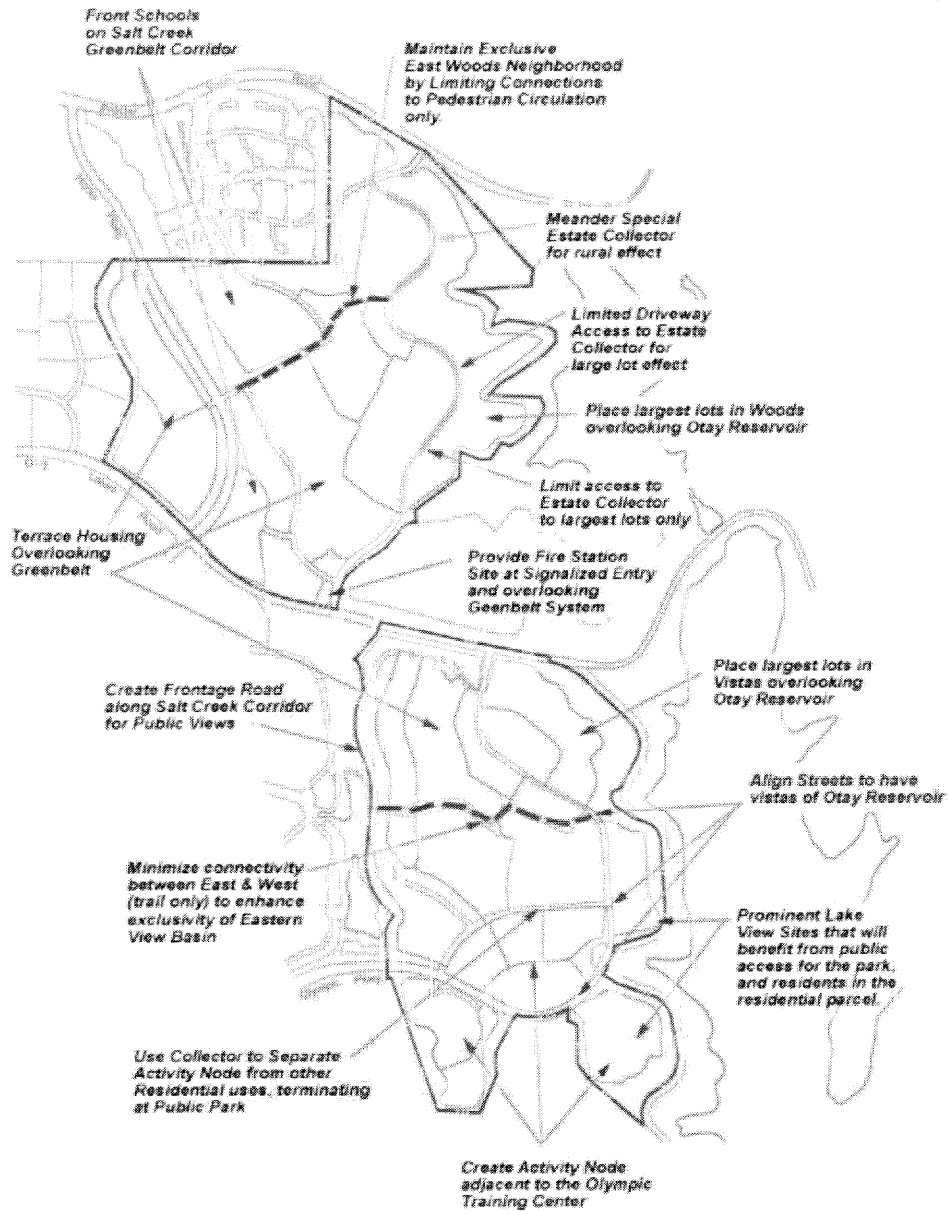 Front Schools
on Salt Creek
Greenbelt Corridor
Maintain Exclusive
East Woods Neighborhood
by Limiting Connections
to Pedestrian Circulation
only.
Meander Special
Estate Collector
for rural effect
Limited Driveway
Access to Estate
Collector for
large lot effect
Place largest lots in Woods
overlooking Otay Reservoir
Limit access to
Estate Collector
to largest lots only
Terrace Housing
Overlooking
Greenbelt
Provide Fire Station
Site at Signalized Entry
and overlooking
Geenbelt System
Place largest lots in
Vistas overlooking
Otay Reservoir
Create Frontage Road
along Salt Creek Corridor
for Public Views
Align Streets to have
vistas of Otay Reservoir
Minimize connectivity
between East & West
(trail only) to enhance
exclusivity of Eastern
View Basin
Prominent Lake
View Sites that will
benefit from public
access for the park,
and residents in the
residential parcel.
Use Collector to Separate
Activity Node from other
Residential uses, terminating
at Public Park
Create Activity Node
adjacent to the Olympic
Training Center